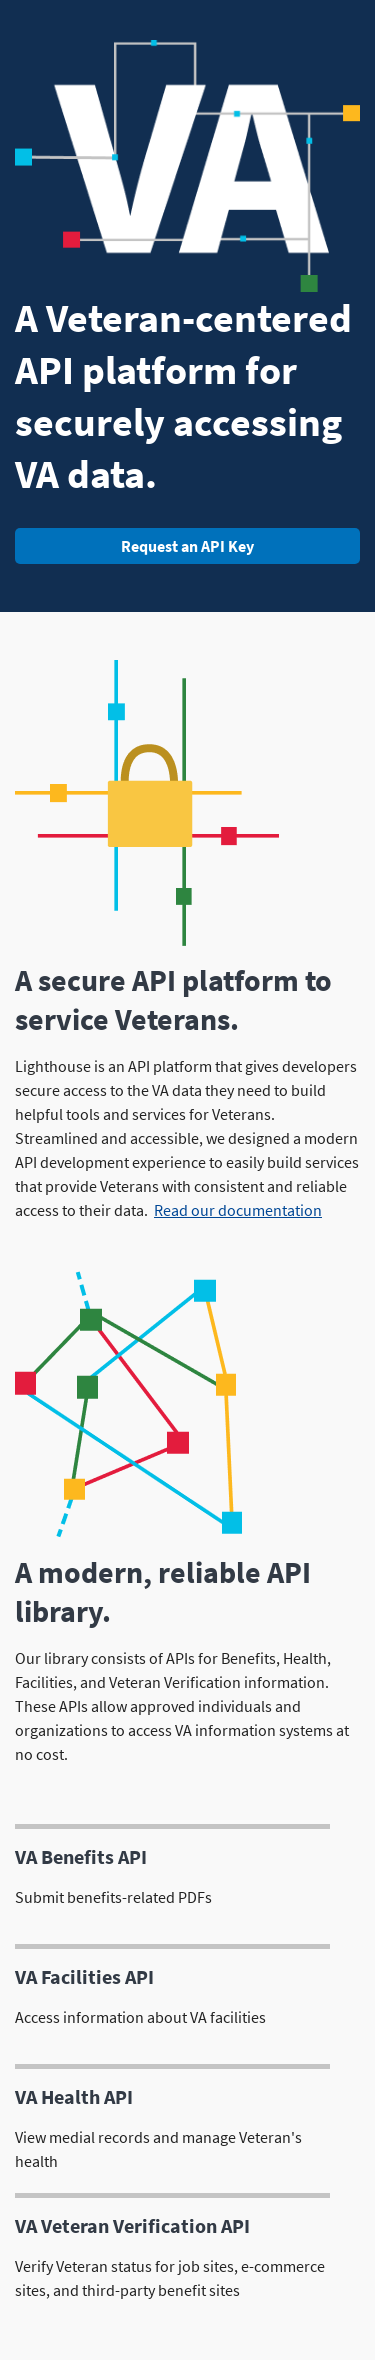 VA
A Veteran-centered
API platform for
securely accessing
VA data.
Request an API Key
A secure API platform to
service Veterans.
Lighthouse is an API platform that gives developers
secure access to the VA data they need to build
helpful tools and services for Veterans.
Streamlined and accessible, we designed a modern
API development experience to easily build services
that provide Veterans with consistent and reliable
access to their data. Read our documentation
A modern, reliable API
library.
Our library consists of APIs for Benefits, Health,
Facilities, and Veteran Verification information.
These APIs allow approved individuals and
organizations to access VA information systems at
no cost.
VA Benefits API
Submit benefits-related PDFs
VA Facilities API
Access information about VA facilities
VA Health API
View medial records and manage Veteran's
health
VA Veteran Verification API
Verify Veteran status for job sites, e-commerce
sites, and third-party benefit sites